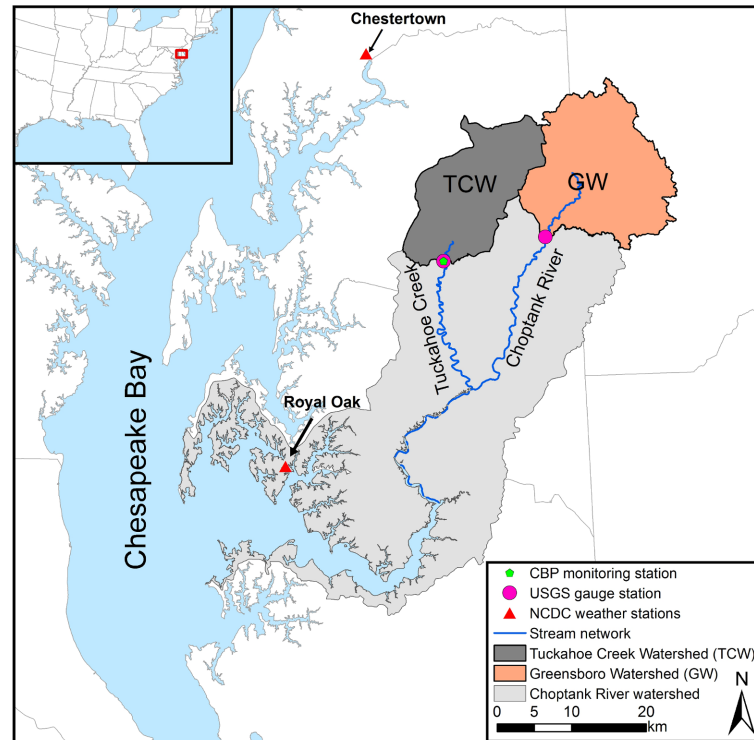 Chestertown
TCW
GW
Tuckahoe Creek
Choptank River
Royal Oak
Chesapeake Bay
CBP monitoring station
USGS gauge station
NCDC weather stations
Stream network
Tuckahoe Creek Watershed (TCW)
Greensboro Watershed (GW)
Choptank River watershed
N
0 5 10 20
km